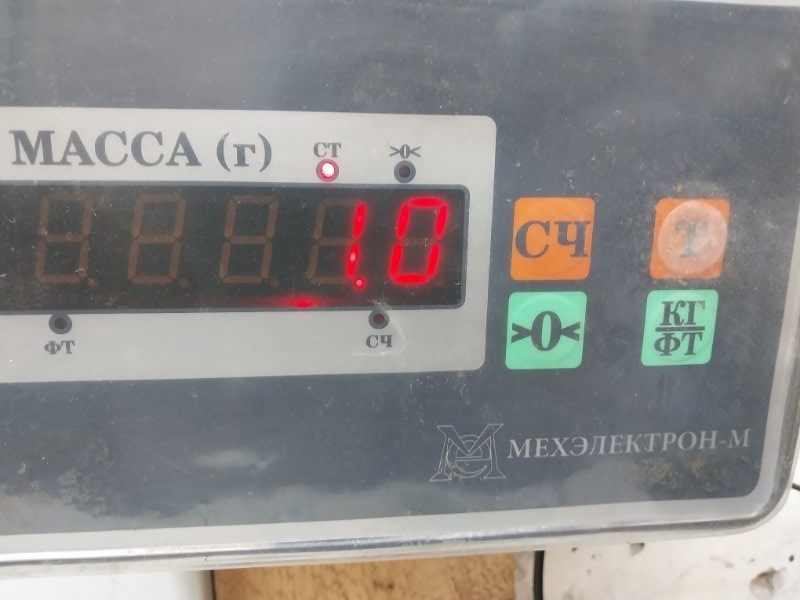 МАССА (г)
СТ
>0<
1.0
ФТ
СЧ
СЧ
Т
>0<
КГ
ФТ
МЕХЭЛЕКТРОН-М